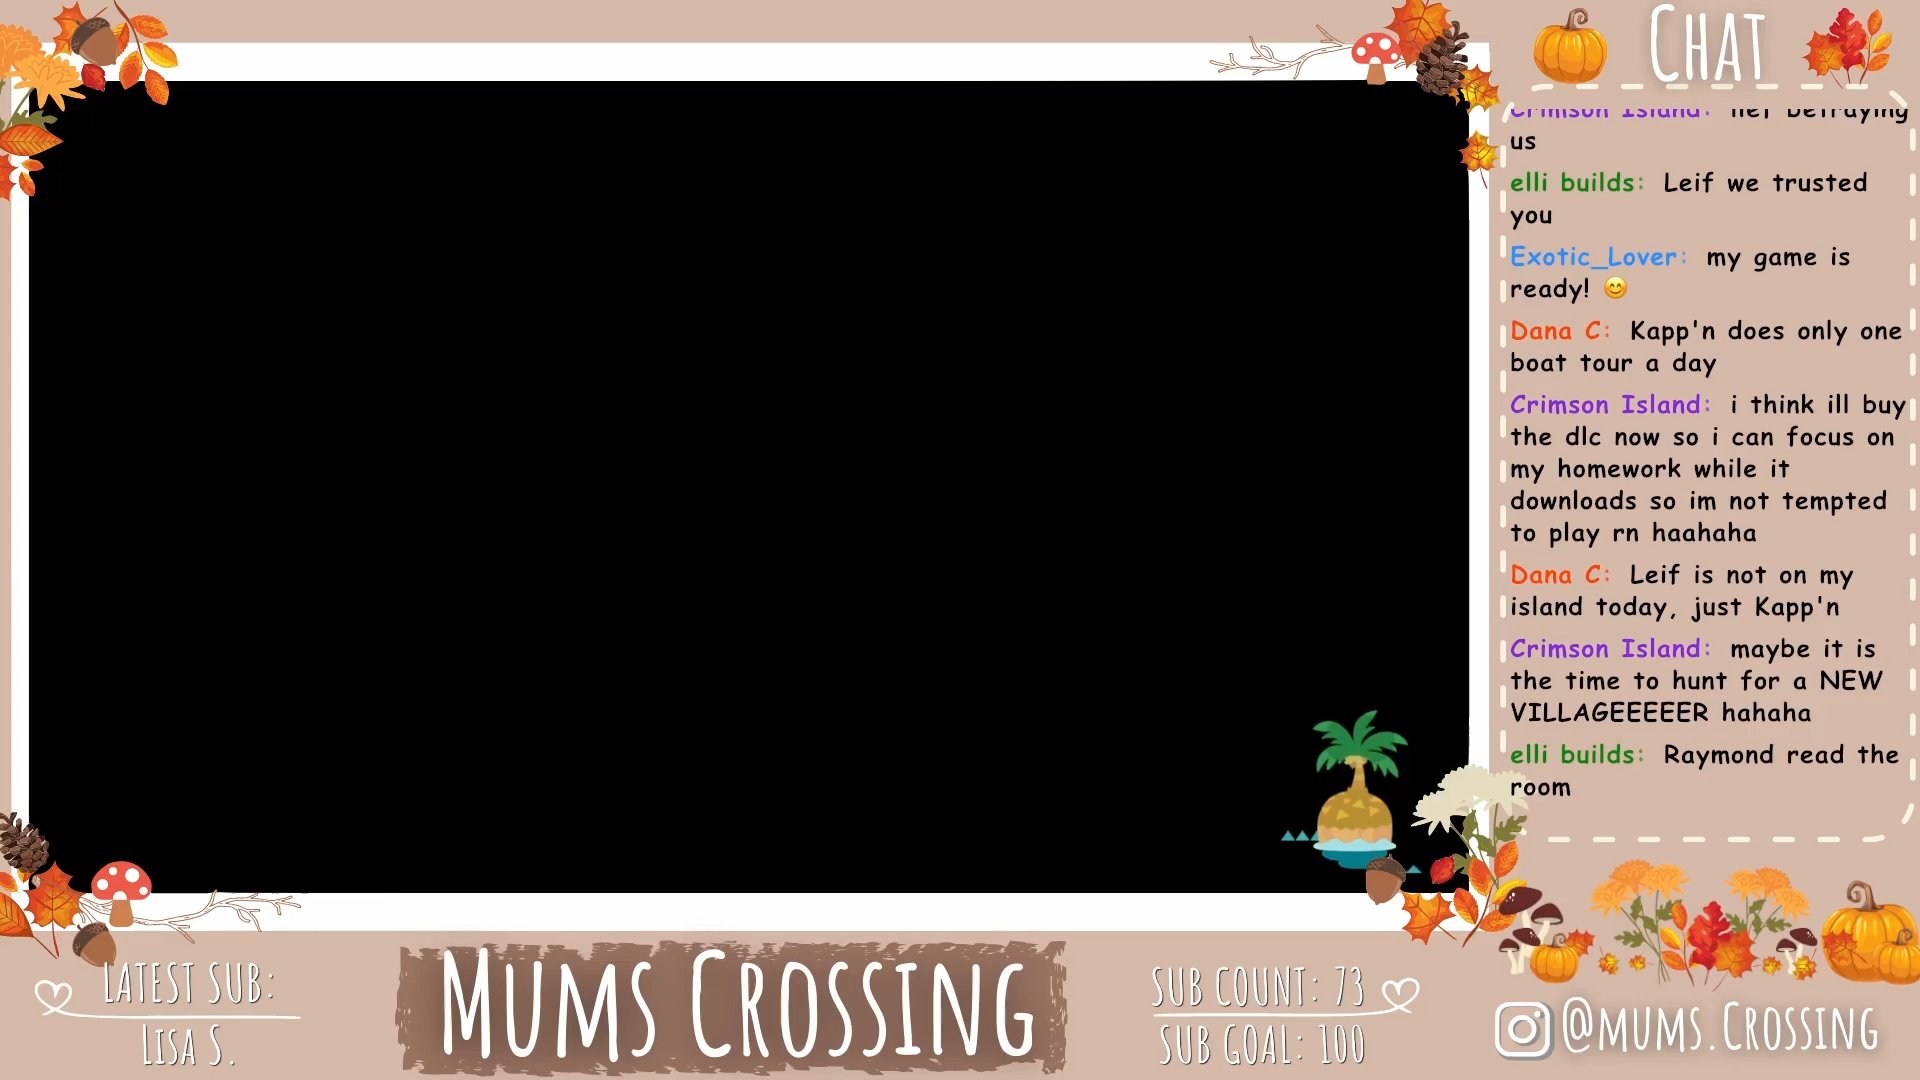 CHAT
Crimson Island:
us
elli builds: Leif we trusted
you
Exotic_Lover: my game is
ready! 😊
Dana C: Kapp'n does only one
boat tour a day
Crimson Island: i think ill buy
the dlc now so i can focus on
my homework while it
downloads so im not tempted
to play rn haahaha
Dana C: Leif is not on my
island today, just Kapp'n
Crimson Island: maybe it is
the time to hunt for a NEW
VILLAGEEEEER hahaha
elli builds: Raymond read the
room
LATEST SUB:
LISA S.
MUMS CROSSING
SUB COUNT: 73
SUB GOAL: 100
@MUMS.CROSSING